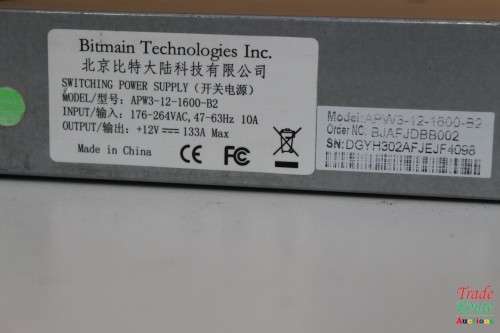 Bitmain Technologies Inc.
北京比特大陆科技有限公司
SWITCHING POWER SUPPLY (开关电源)
MODEL/型号: APW3-12-1600-B2
INPUT/输入: 176-264VAC, 47-63Hz 10A
OUTPUT/输出: +12V⎓ 133A Max
Made in China CE FC
Model:APW3-12-1600-B2
Order NO. BJAFJDBB002
SN:DGYH302AFJEJF4098
Trade
Auctions